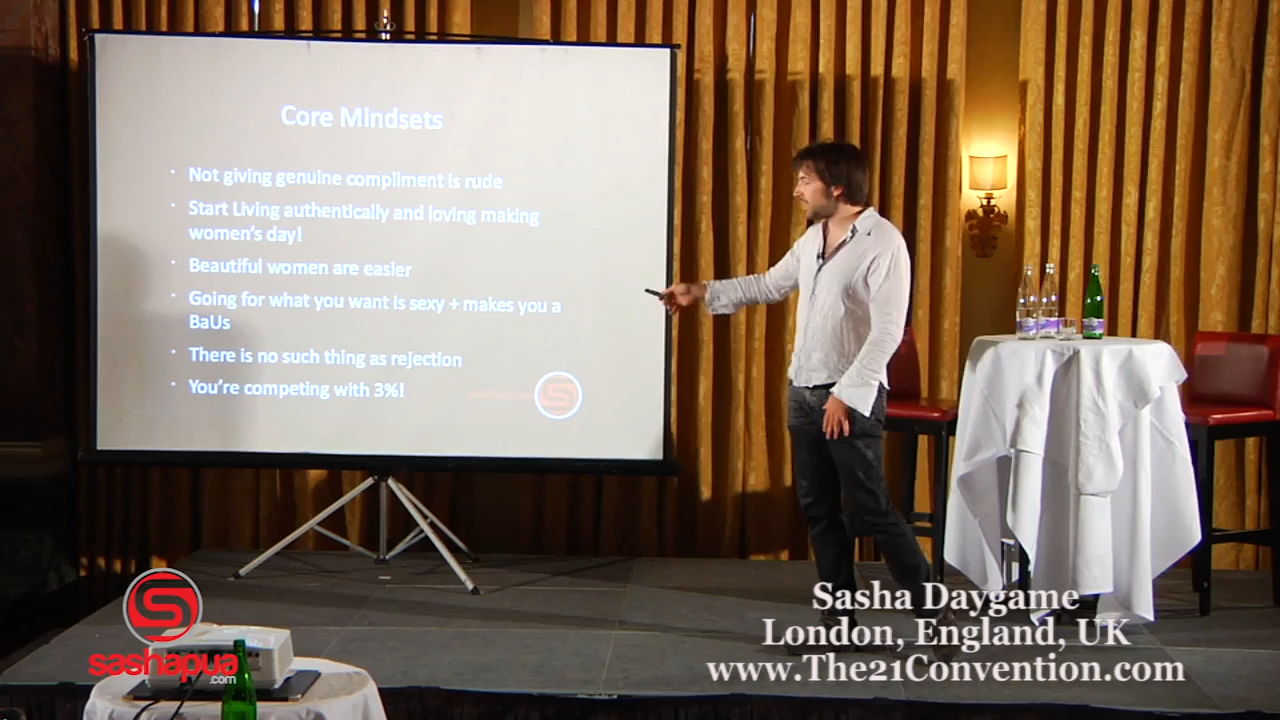 Core Mindsets
· Not giving genuine compliment is rude
· Start Living authentically and loving making
women's day!
· Beautiful women are easier
· Going for what you want is sexy + makes you a
BaUs
· There is no such thing as rejection
· You're competing with 3%!
S
S
sashapua
.com
Sasha Daygame
London, England, UK
www.The21Convention.com